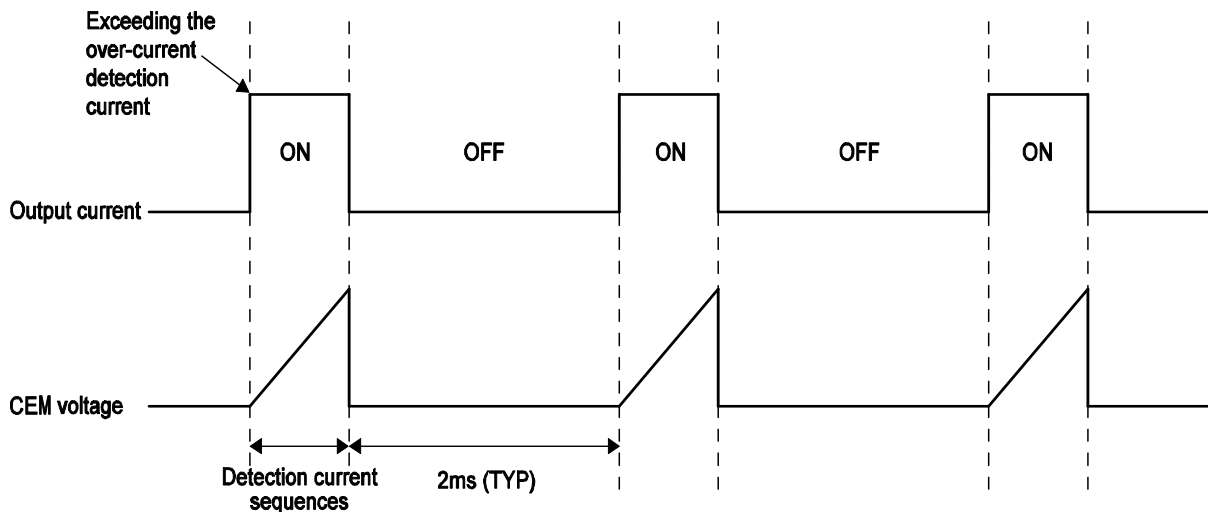 Exceeding the
over-current
detection
current
ON
OFF
ON
OFF
ON
Output current
CEM voltage
Detection current
sequences
2ms (TYP)